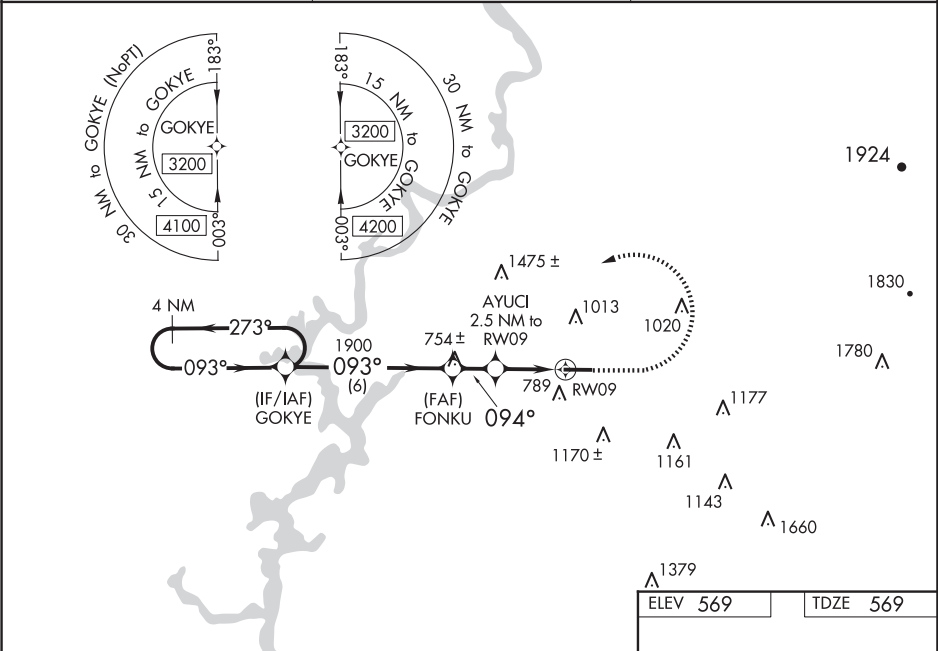 30 NM to GOKYE (NoPT)
15 NM to GOKYE
183°
GOKYE
3200
4100
003°
183°
15 NM to GOKYE
30 NM to GOKYE
3200
GOKYE
4200
003°
1924
1475 ±
1830
4 NM
273°
AYUCI
2.5 NM to
RW09
1013
1020
1900
754 ±
1780
093°
093°
(6)
789
RW09
(IF/IAF)
GOKYE
(FAF)
FONKU
094°
1177
1170 ±
1161
1143
1660
1379
ELEV 569
TDZE 569